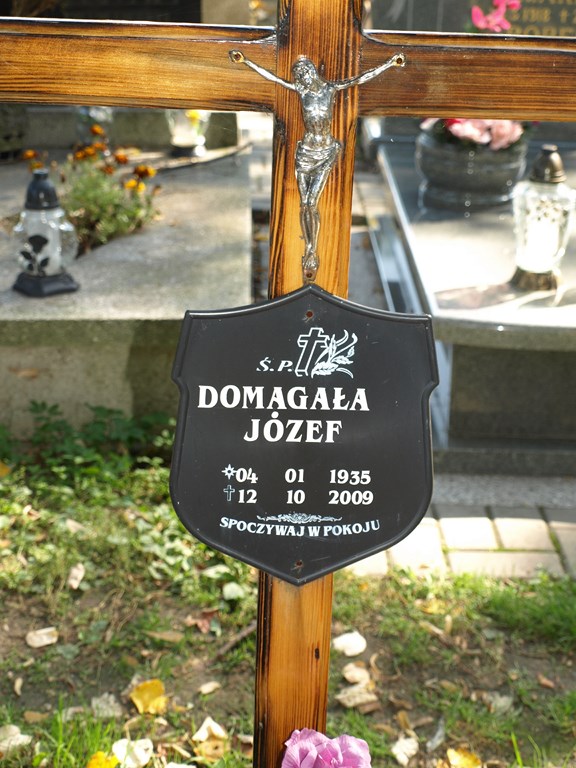 Ś.P.
DOMAGAŁA
JÓZEF
04 01 1935
12 10 2009
SPOCZYWAJ W POKOJU